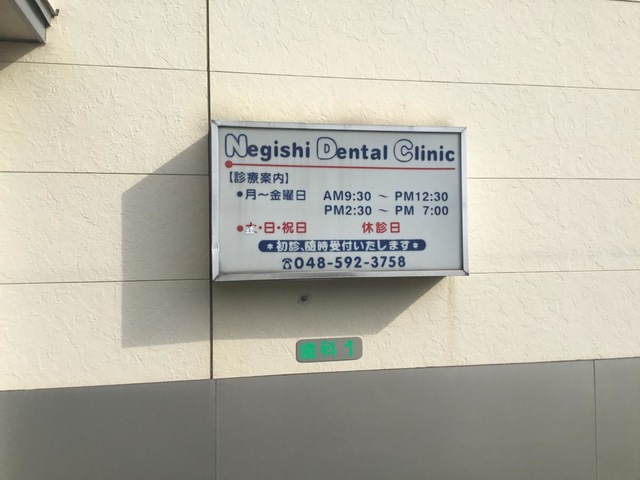 Negishi Dental Clinic
【診療案内】
●月～金曜日 AM9:30 ～ PM12:30
PM2:30 ～ PM 7:00
●土・日・祝日 休診日
＊初診、随時受付いたします＊
☎048-592-3758
歯科1